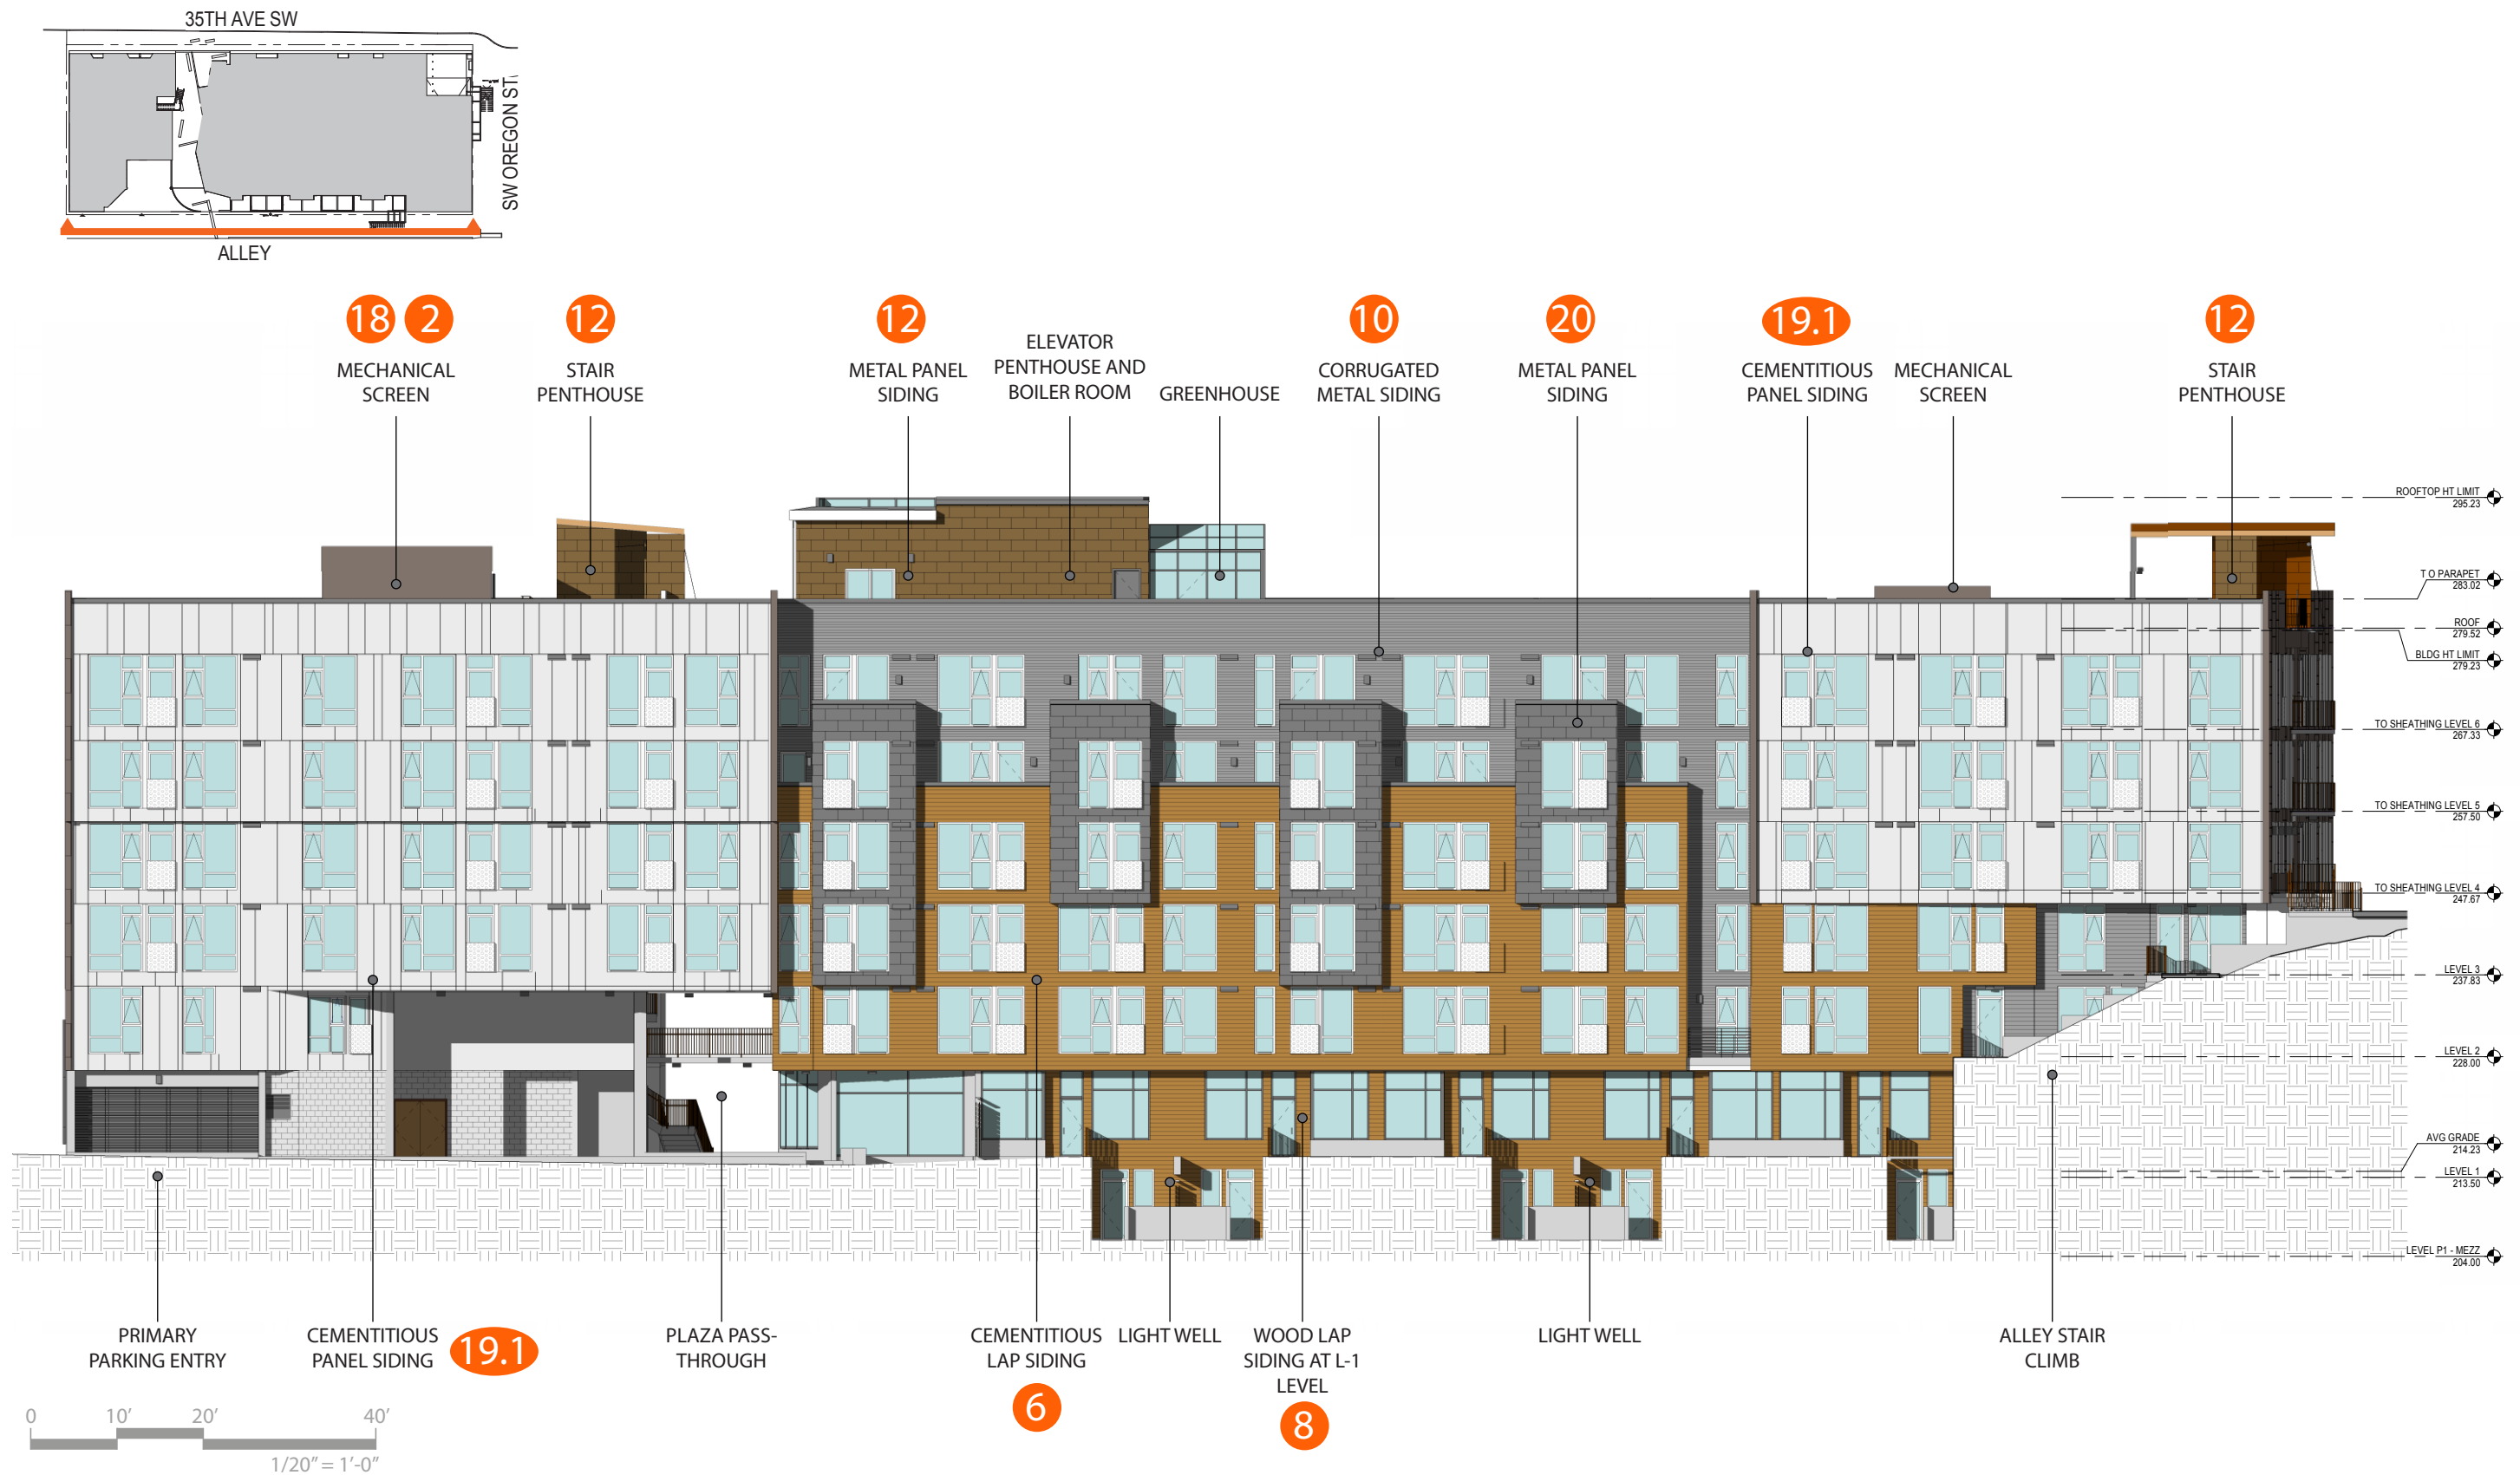 35TH AVE SW
SW OREGON ST
ALLEY
18
2
MECHANICAL
SCREEN
12
STAIR
PENTHOUSE
12
METAL PANEL
SIDING
ELEVATOR
PENTHOUSE AND
BOILER ROOM
GREENHOUSE
10
CORRUGATED
METAL SIDING
20
METAL PANEL
SIDING
19.1
CEMENTITIOUS
PANEL SIDING
MECHANICAL
SCREEN
12
STAIR
PENTHOUSE
ROOFTOP HT LIMIT
295.23
T O PARAPET
283.02
ROOF
279.52
BLDG HT LIMIT
279.23
TO SHEATHING LEVEL 6
267.33
TO SHEATHING LEVEL 5
257.50
TO SHEATHING LEVEL 4
247.67
LEVEL 3
237.83
LEVEL 2
228.00
AVG GRADE
214.23
LEVEL 1
213.50
LEVEL P1 - MEZZ
204.00
PRIMARY
PARKING ENTRY
CEMENTITIOUS
PANEL SIDING
19.1
PLAZA PASS-
THROUGH
CEMENTITIOUS
LAP SIDING
6
LIGHT WELL
WOOD LAP
SIDING AT L-1
LEVEL
8
LIGHT WELL
ALLEY STAIR
CLIMB
0 10’ 20’ 40’
1/20” = 1’-0”